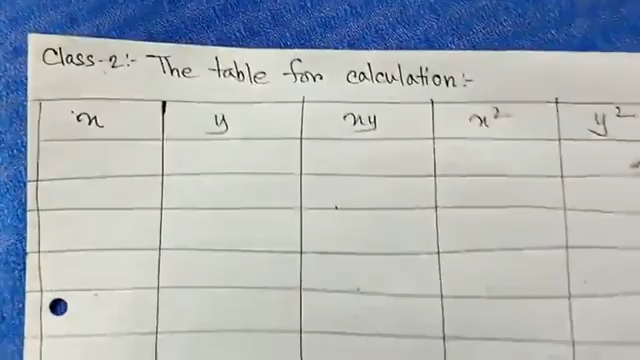 Class-2:- The table for calculation:-
x y xy x² y²